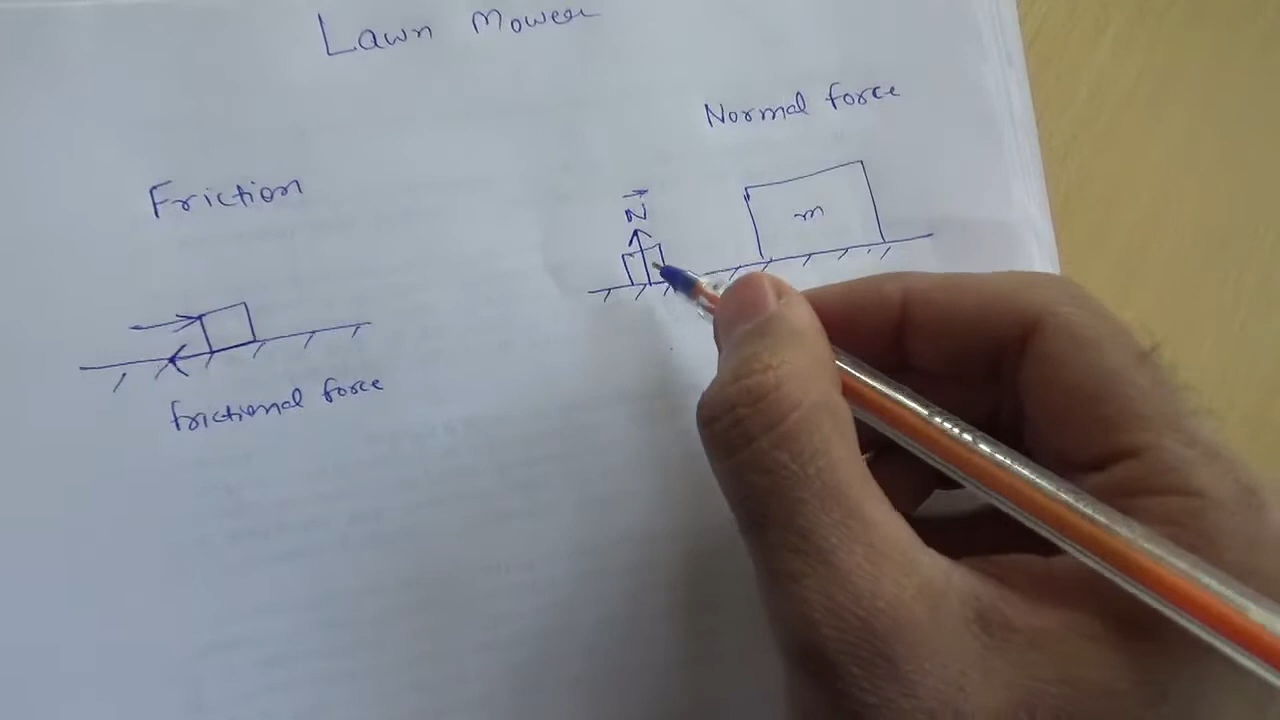 Lawn Mower
Normal force
Friction
N
m
frictional force